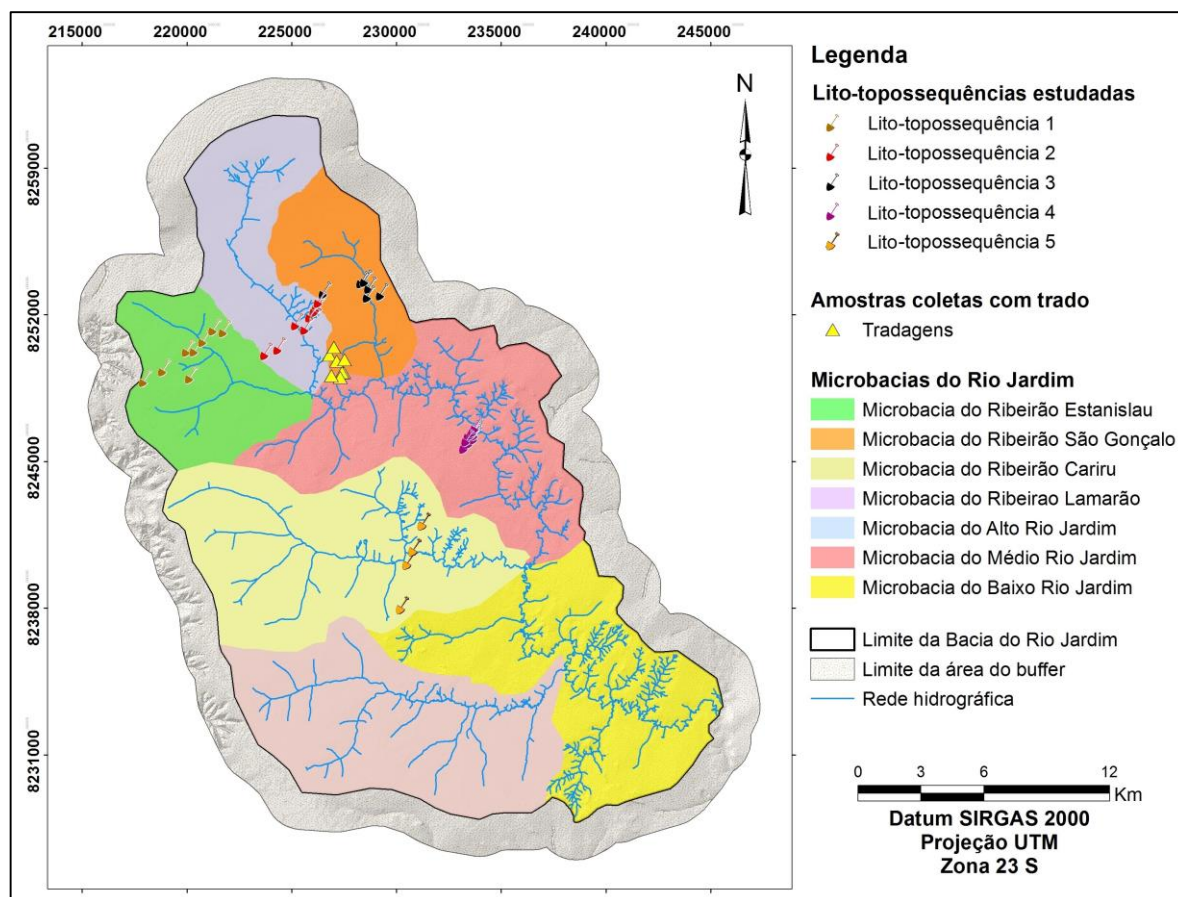 215000 220000 225000 230000 235000 240000 245000
8259000
8252000
8245000
8238000
8231000
N
Legenda
Lito-topossequências estudadas
Lito-topossequência 1
Lito-topossequência 2
Lito-topossequência 3
Lito-topossequência 4
Lito-topossequência 5
Amostras coletas com trado
Tradagens
Microbacias do Rio Jardim
Microbacia do Ribeirão Estanislau
Microbacia do Ribeirão São Gonçalo
Microbacia do Ribeirão Cariru
Microbacia do Ribeirao Lamarão
Microbacia do Alto Rio Jardim
Microbacia do Médio Rio Jardim
Microbacia do Baixo Rio Jardim
Limite da Bacia do Rio Jardim
Limite da área do buffer
Rede hidrográfica
0 3 6 12
Km
Datum SIRGAS 2000
Projeção UTM
Zona 23 S